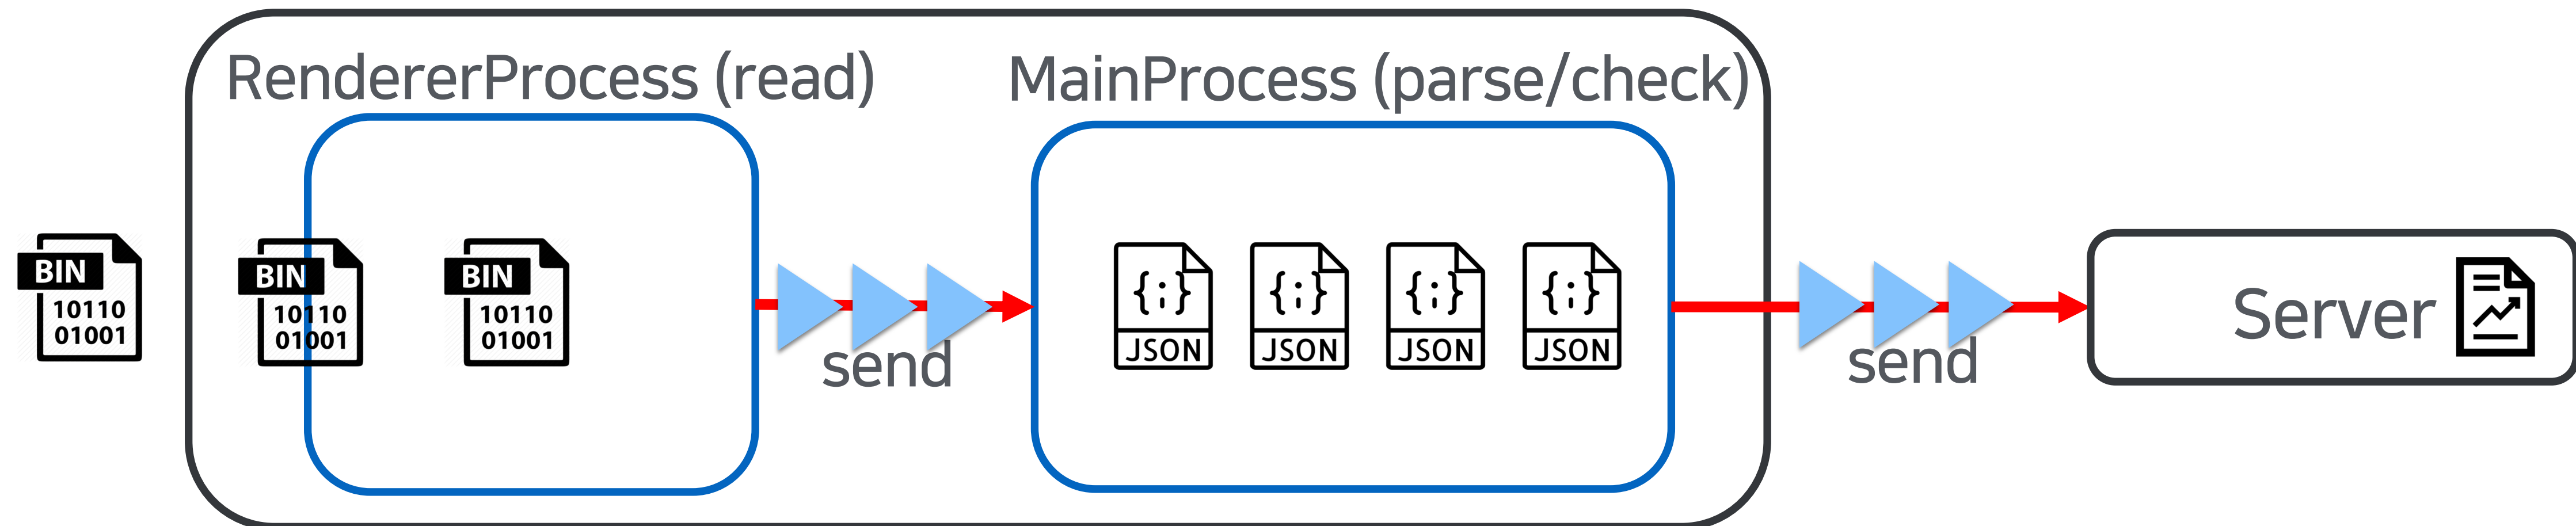 RendererProcess (read)
MainProcess (parse/check)
BIN
10110
01001
BIN
10110
01001
BIN
10110
01001
send
{;}
JSON
{;}
JSON
{;}
JSON
{;}
JSON
send
Server